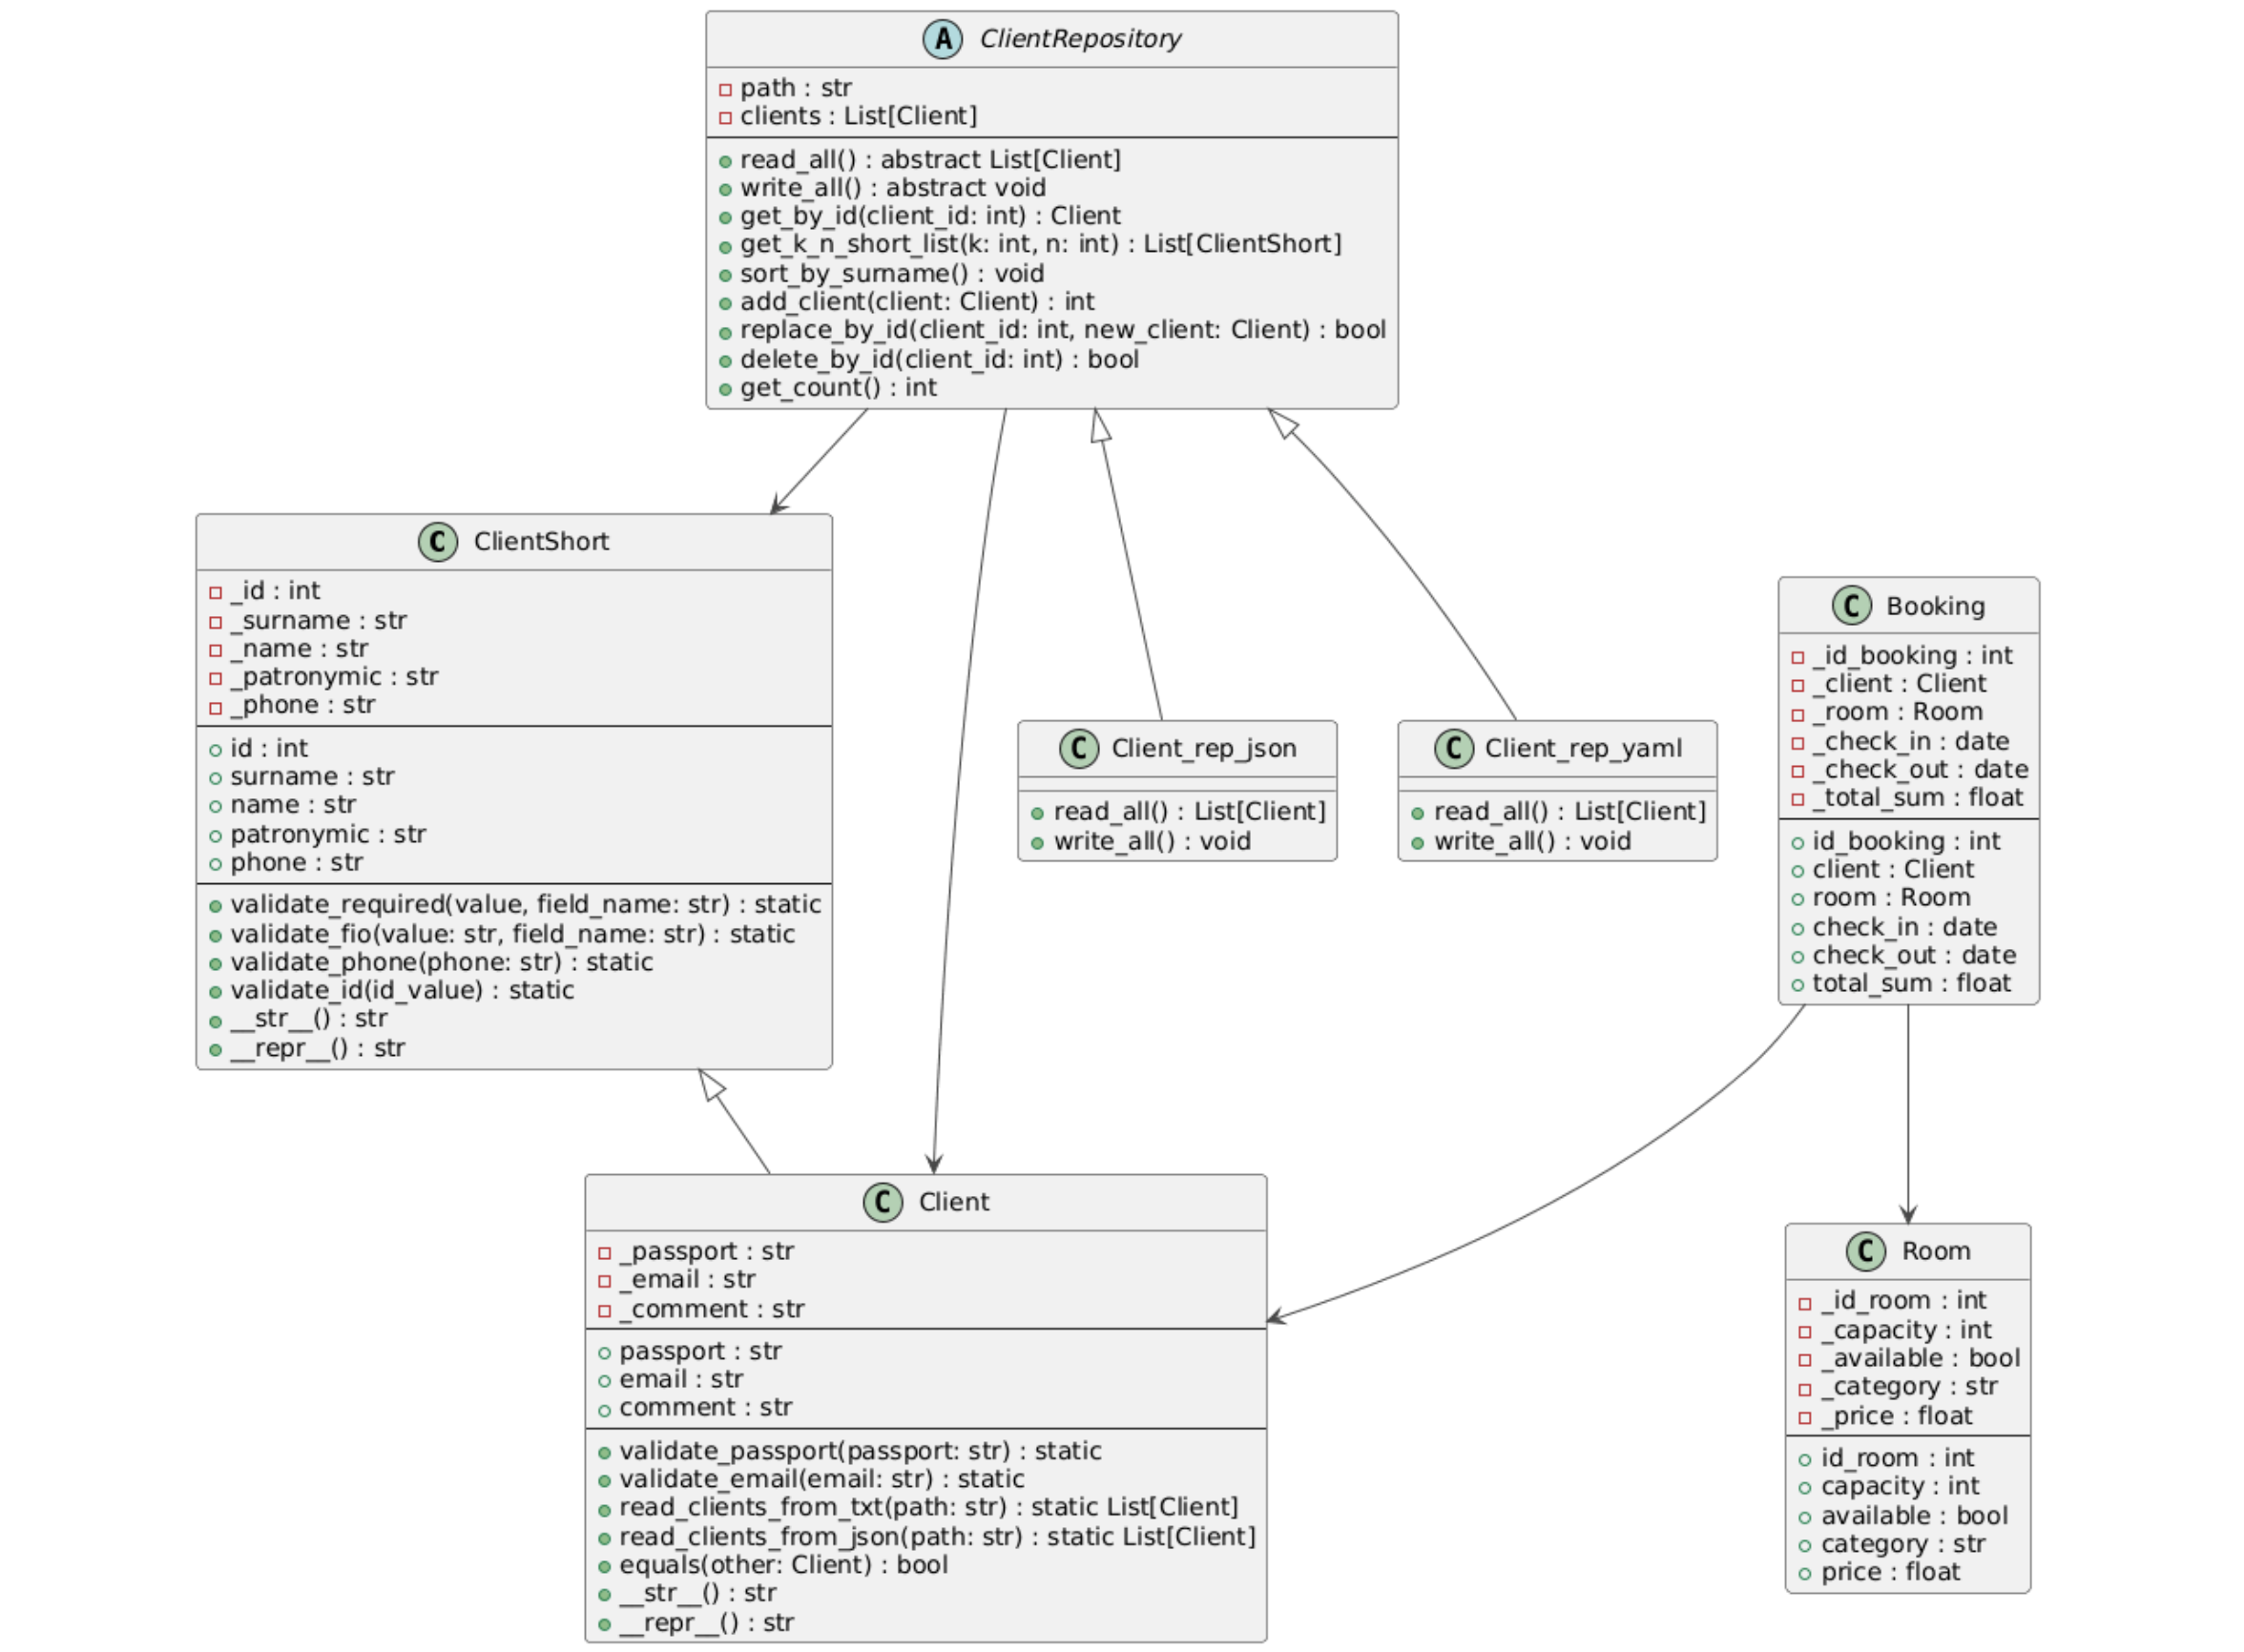 A ClientRepository
path : str
clients : List[Client]
read_all() : abstract List[Client]
write_all() : abstract void
get_by_id(client_id: int) : Client
get_k_n_short_list(k: int, n: int) : List[ClientShort]
sort_by_surname() : void
add_client(client: Client) : int
replace_by_id(client_id: int, new_client: Client) : bool
delete_by_id(client_id: int) : bool
get_count() : int
C ClientShort
_id : int
_surname : str
_name : str
_patronymic : str
_phone : str
id : int
surname : str
name : str
patronymic : str
phone : str
validate_required(value, field_name: str) : static
validate_fio(value: str, field_name: str) : static
validate_phone(phone: str) : static
validate_id(id_value) : static
__str__() : str
__repr__() : str
C Client_rep_json
read_all() : List[Client]
write_all() : void
C Client_rep_yaml
read_all() : List[Client]
write_all() : void
C Booking
_id_booking : int
_client : Client
_room : Room
_check_in : date
_check_out : date
_total_sum : float
id_booking : int
client : Client
room : Room
check_in : date
check_out : date
total_sum : float
C Client
_passport : str
_email : str
_comment : str
passport : str
email : str
comment : str
validate_passport(passport: str) : static
validate_email(email: str) : static
read_clients_from_txt(path: str) : static List[Client]
read_clients_from_json(path: str) : static List[Client]
equals(other: Client) : bool
__str__() : str
__repr__() : str
C Room
_id_room : int
_capacity : int
_available : bool
_category : str
_price : float
id_room : int
capacity : int
available : bool
category : str
price : float